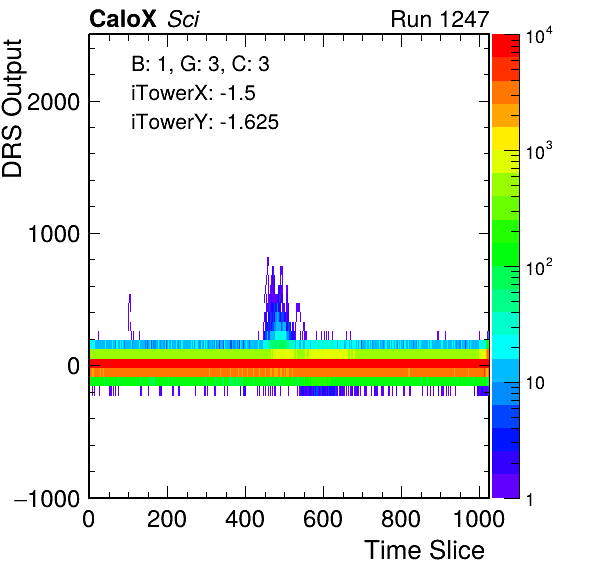 CaloX Sci Run 1247
B: 1, G: 3, C: 3
iTowerX: -1.5
iTowerY: -1.625
DRS Output
2000
1000
0
−1000
0 200 400 600 800 1000
Time Slice
10^4
10^3
10^2
10
1